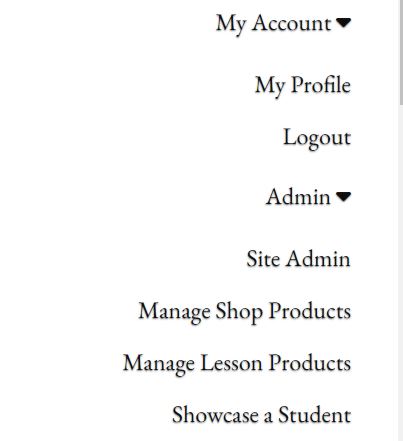 My Account
My Profile
Logout
Admin
Site Admin
Manage Shop Products
Manage Lesson Products
Showcase a Student